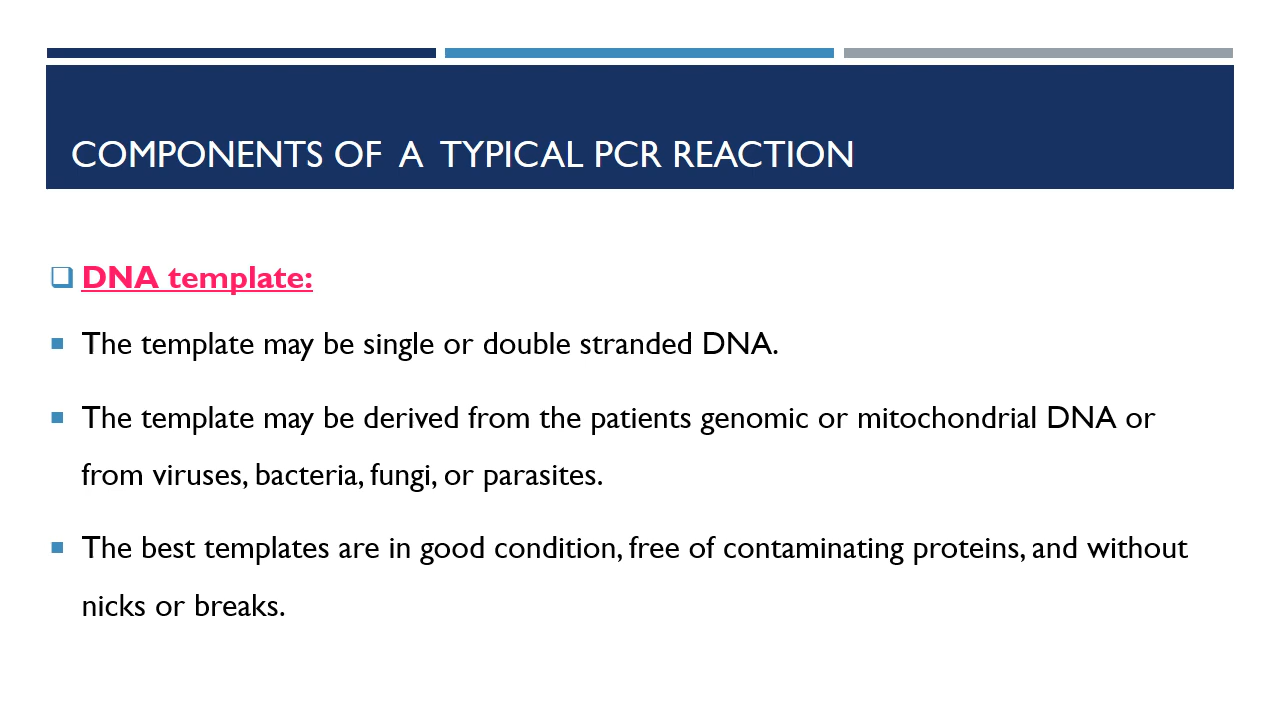 COMPONENTS OF A TYPICAL PCR REACTION
DNA template:
The template may be single or double stranded DNA.
The template may be derived from the patients genomic or mitochondrial DNA or
from viruses, bacteria, fungi, or parasites.
The best templates are in good condition, free of contaminating proteins, and without
nicks or breaks.